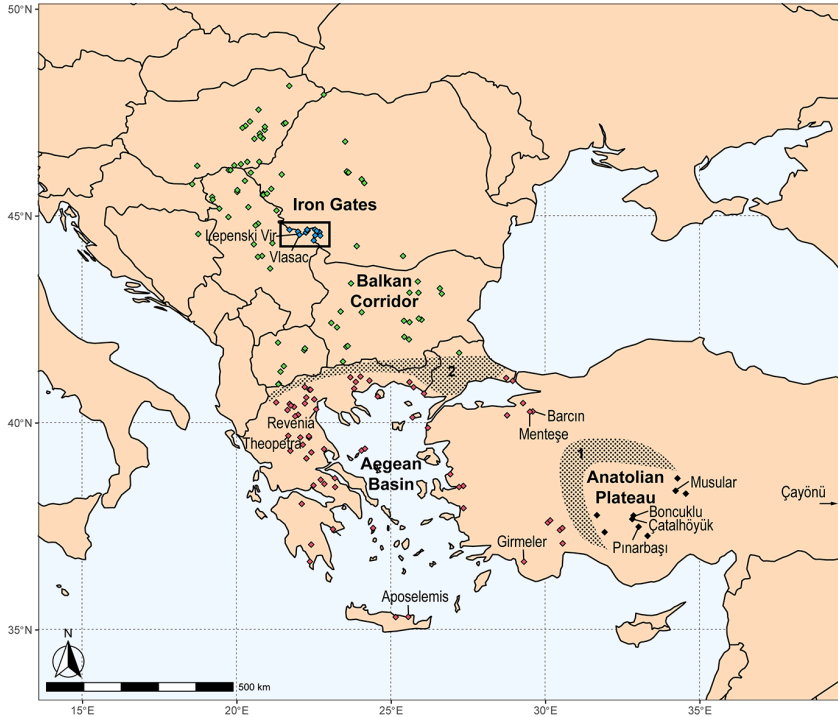 50°N
45°N
40°N
35°N
Iron Gates
Lepenski Vir
Vlasac
Balkan
Corridor
2
Revenia
Theopetra
Barcın
Menteşe
Aegean
Basin
1
Anatolian
Plateau
Musular
Çayönü
Boncuklu
Çatalhöyük
Pınarbaşı
Girmeler
Aposelemis
N
500 km
15°E
20°E
25°E
30°E
35°E